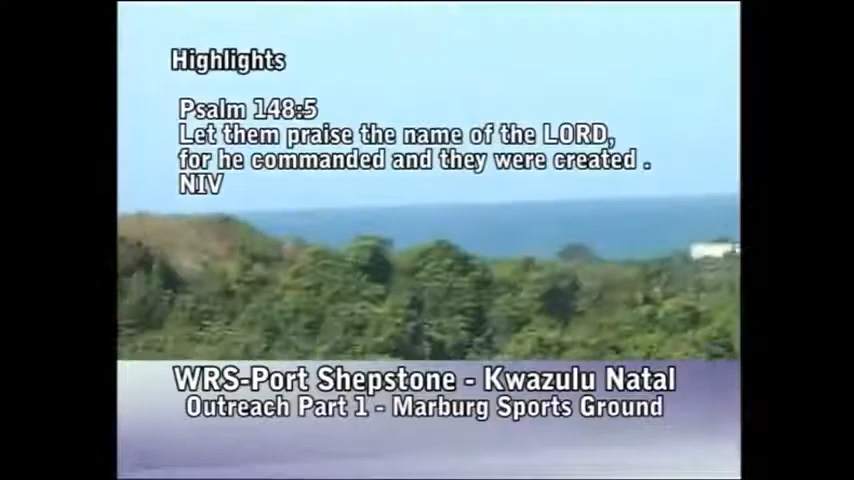 Highlights
Psalm 148:5
Let them praise the name of the LORD,
for he commanded and they were created .
NIV
WRS-Port Shepstone - Kwazulu Natal
Outreach Part 1 - Marburg Sports Ground